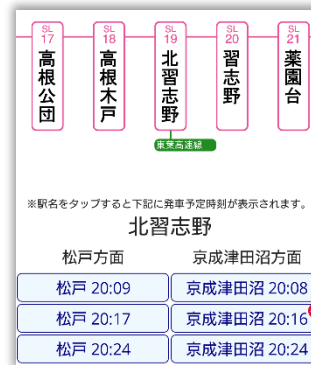 SL 17 SL 18 SL 19 SL 20 SL 21
高根公団 高根木戸 北習志野 習志野 薬園台
東葉高速線
※駅名をタップすると下記に発車予定時刻が表示されます。
北習志野
松戸方面 京成津田沼方面
松戸 20:09 京成津田沼 20:08
松戸 20:17 京成津田沼 20:16
松戸 20:24 京成津田沼 20:24